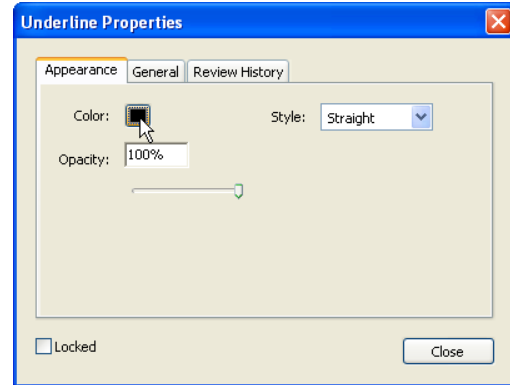 Underline Properties
Appearance General Review History
Color: Style: Straight
Opacity: 100%
Locked Close